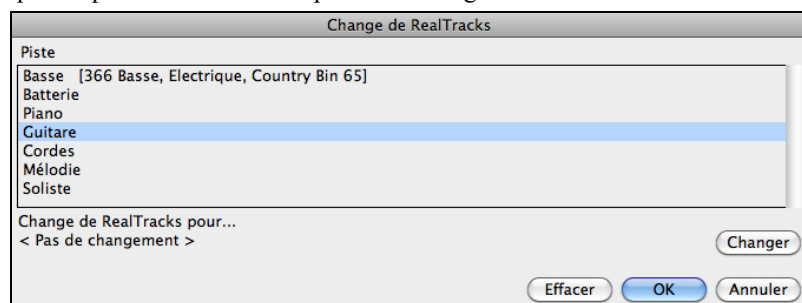 Change de RealTracks
Piste
Basse [366 Basse, Electrique, Country Bin 65]
Batterie
Piano
Guitare
Cordes
Mélodie
Soliste
Change de RealTracks pour...
< Pas de changement >
Changer
Effacer OK Annuler